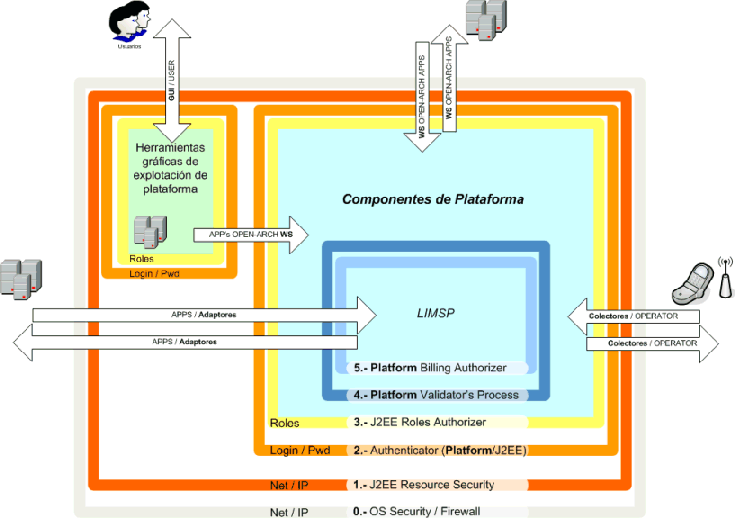 Usuarios
GUI / USER
WS OPEN-ARCH APPS
WS OPEN-ARCH APPS
Herramientas
gráficas de
explotación de
plataforma
Componentes de Plataforma
APP's OPEN-ARCH WS
Roles
Login / Pwd
LIMSP
APPS / Adaptores
APPS / Adaptores
Colectores / OPERATOR
Colectores / OPERATOR
5.- Platform Billing Authorizer
4.- Platform Validator's Process
Roles 3.- J2EE Roles Authorizer
Login / Pwd 2.- Authenticator (Platform/J2EE)
Net / IP 1.- J2EE Resource Security
Net / IP 0.- OS Security / Firewall